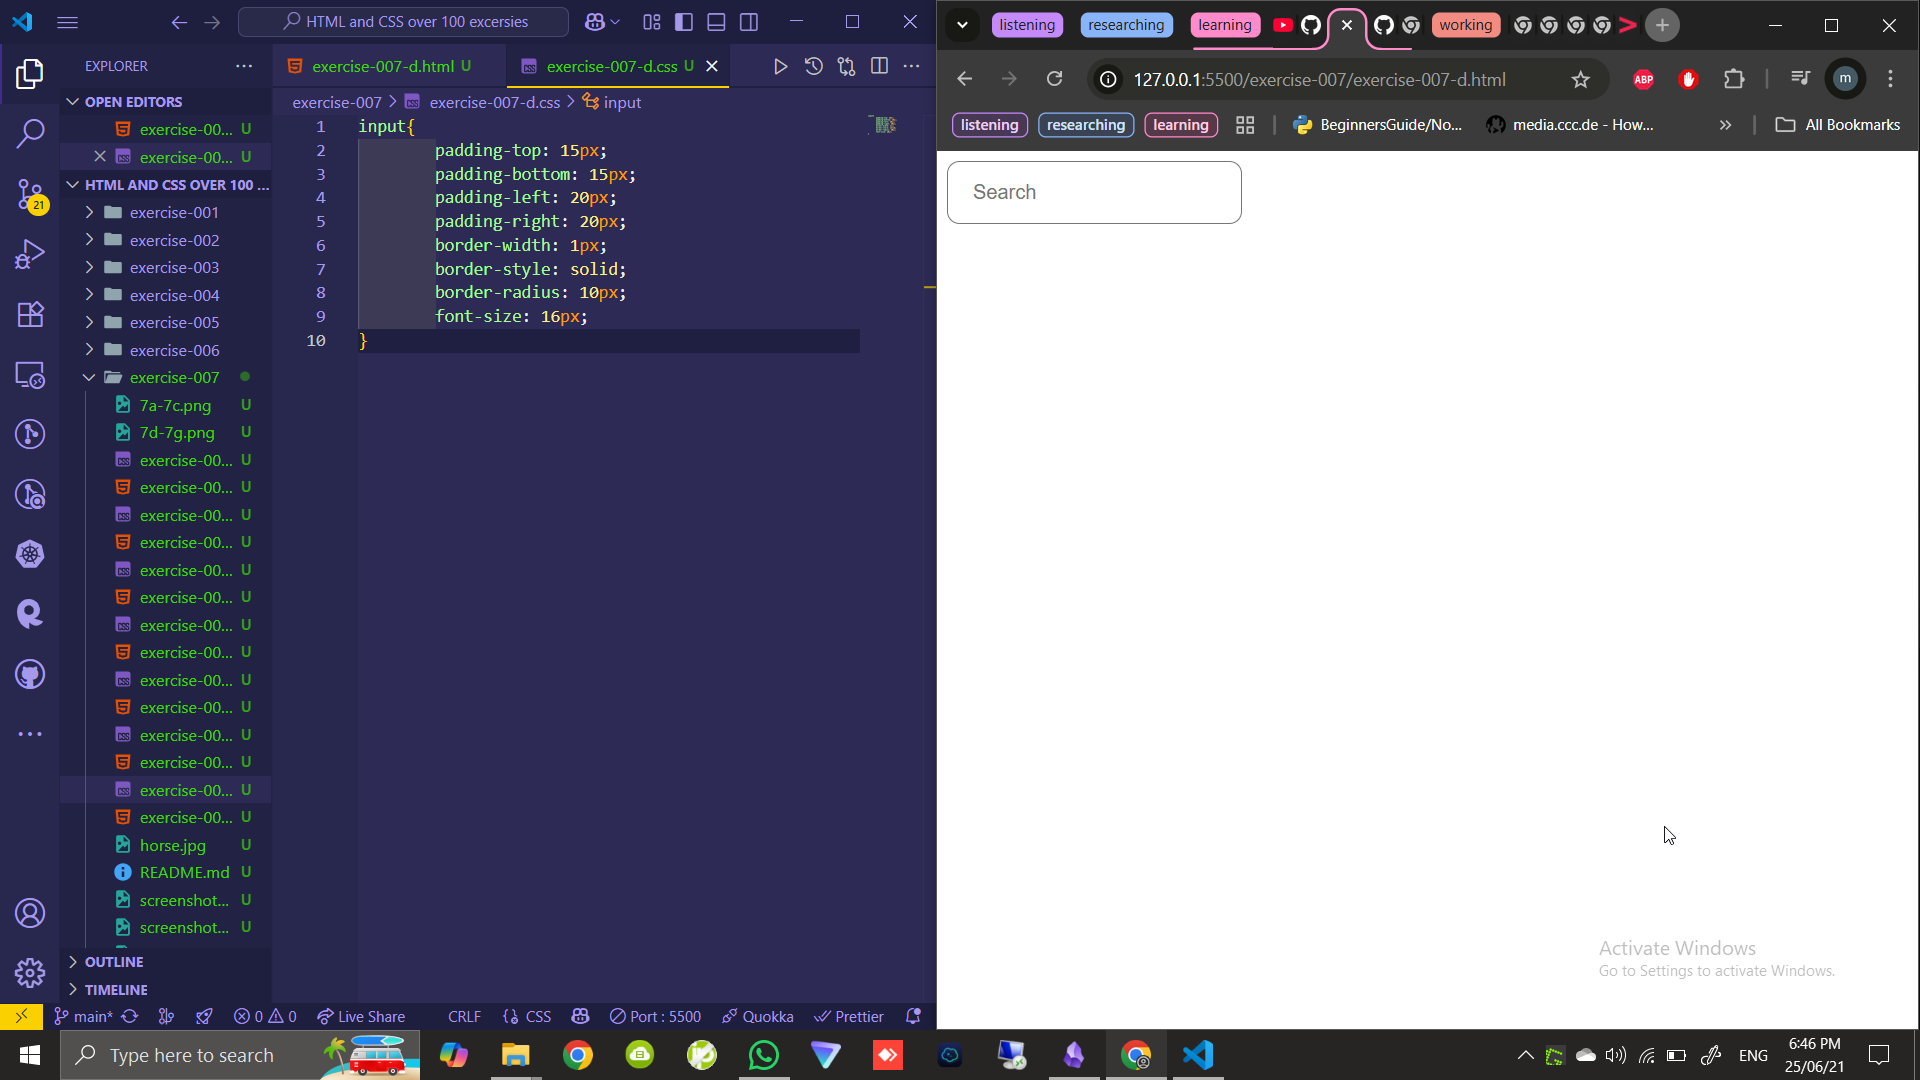 HTML and CSS over 100 excersies
EXPLORER
exercise-007-d.html U
exercise-007-d.css U
OPEN EDITORS
exercise-00... U
exercise-00... U
HTML AND CSS OVER 100 ...
exercise-001
exercise-002
exercise-003
exercise-004
exercise-005
exercise-006
exercise-007
7a-7c.png U
7d-7g.png U
exercise-00... U
exercise-00... U
exercise-00... U
exercise-00... U
exercise-00... U
exercise-00... U
exercise-00... U
exercise-00... U
exercise-00... U
exercise-00... U
exercise-00... U
exercise-00... U
exercise-00... U
exercise-00... U
horse.jpg U
README.md U
screenshot... U
screenshot... U
OUTLINE
TIMELINE
21
exercise-007 > exercise-007-d.css > input
1 input{
2 padding-top: 15px;
3 padding-bottom: 15px;
4 padding-left: 20px;
5 padding-right: 20px;
6 border-width: 1px;
7 border-style: solid;
8 border-radius: 10px;
9 font-size: 16px;
10 }
main* 0 0 Live Share CRLF CSS Port : 5500 Quokka Prettier
listening researching learning working
127.0.0.1:5500/exercise-007/exercise-007-d.html
ABP
m
listening researching learning BeginnersGuide/No... media.ccc.de - How... All Bookmarks
Search
Activate Windows
Go to Settings to activate Windows.
Type here to search
ENG
6:46 PM
25/06/21